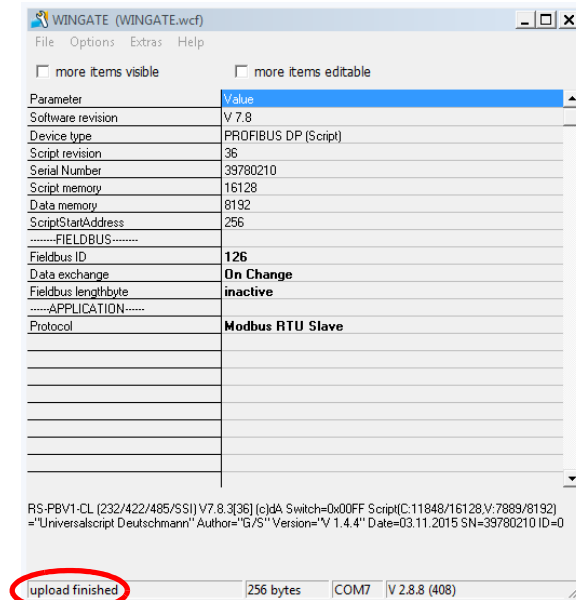 WINGATE (WINGATE.wcf)
File Options Extras Help
more items visible more items editable
Parameter Value
Software revision V 7.8
Device type PROFIBUS DP (Script)
Script revision 36
Serial Number 39780210
Script memory 16128
Data memory 8192
ScriptStartAddress 256
--------FIELDBUS--------
Fieldbus ID 126
Data exchange On Change
Fieldbus lengthbyte inactive
------APPLICATION------
Protocol Modbus RTU Slave
RS-PBV1-CL (232/422/485/SSI) V7.8.3[36] (c)dA Switch=0x00FF Script(C:11848/16128,V:7889/8192)
="Universalscript Deutschmann" Author="G/S" Version="V 1.4.4" Date=03.11.2015 SN=39780210 ID=0
upload finished 256 bytes COM7 V 2.8.8 (408)